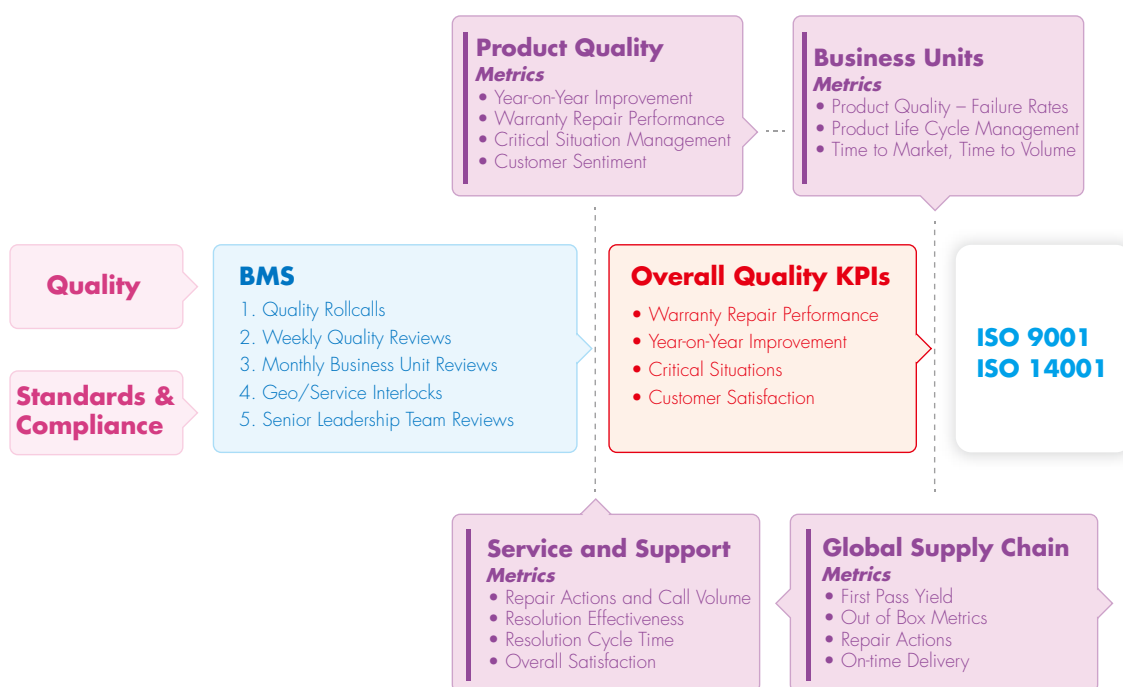 Product Quality
Metrics
• Year-on-Year Improvement
• Warranty Repair Performance
• Critical Situation Management
• Customer Sentiment
Business Units
Metrics
• Product Quality – Failure Rates
• Product Life Cycle Management
• Time to Market, Time to Volume
Quality
Standards &
Compliance
BMS
1. Quality Rollcalls
2. Weekly Quality Reviews
3. Monthly Business Unit Reviews
4. Geo/Service Interlocks
5. Senior Leadership Team Reviews
Overall Quality KPIs
• Warranty Repair Performance
• Year-on-Year Improvement
• Critical Situations
• Customer Satisfaction
ISO 9001
ISO 14001
Service and Support
Metrics
• Repair Actions and Call Volume
• Resolution Effectiveness
• Resolution Cycle Time
• Overall Satisfaction
Global Supply Chain
Metrics
• First Pass Yield
• Out of Box Metrics
• Repair Actions
• On-time Delivery